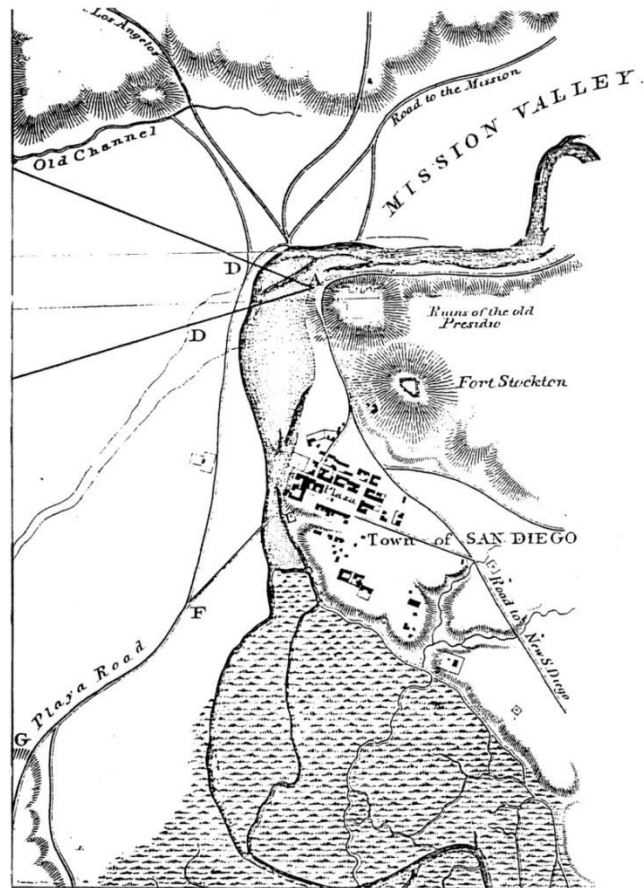 Los Angelos
Road to the Mission
MISSION VALLEY.
Old Channel
D
A
Ruins of the old
Presidio
D
Fort Stockton
Plaza
Town of SAN DIEGO
Road to
New S. Diego
F
Playa Road
G